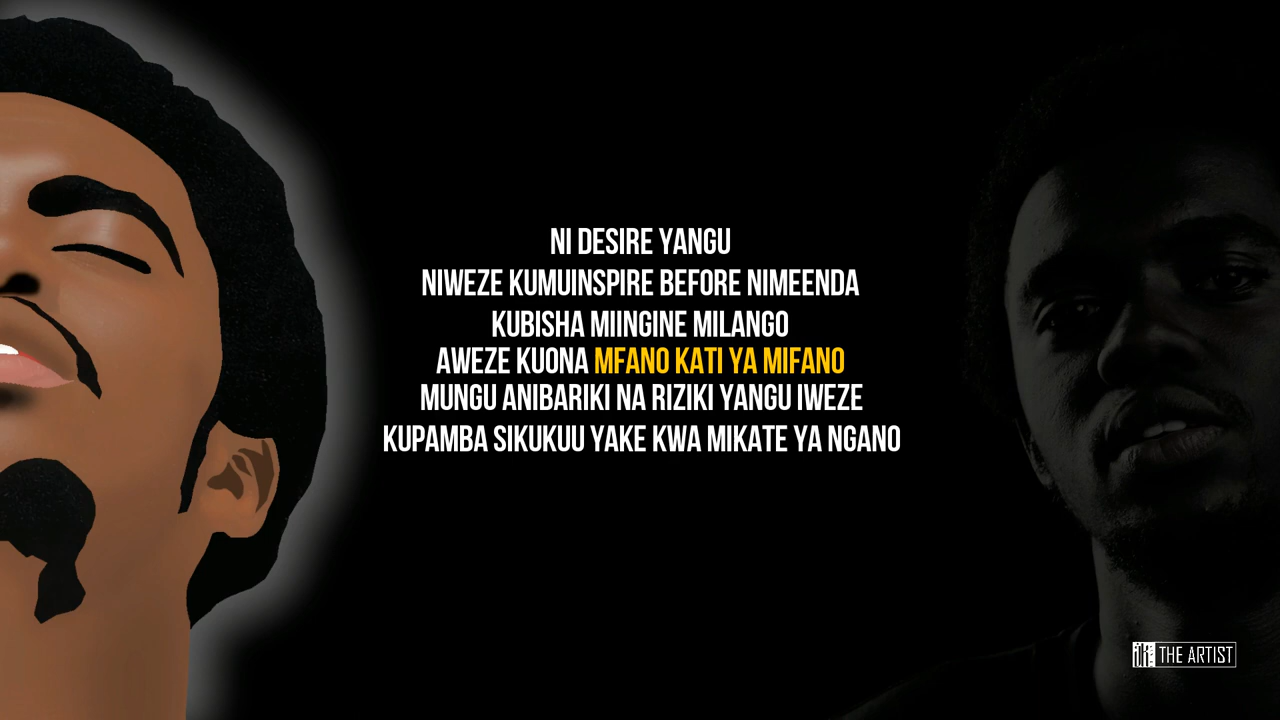 NI DESIRE YANGU
NIWEZE KUMUINSPIRE BEFORE NIMEENDA
KUBISHA MIINGINE MILANGO
AWEZE KUONA MFANO KATI YA MIFANO
MUNGU ANIBARIKI NA RIZIKI YANGU IWEZE
KUPAMBA SIKUKUU YAKE KWA MIKATE YA NGANO
THE ARTIST